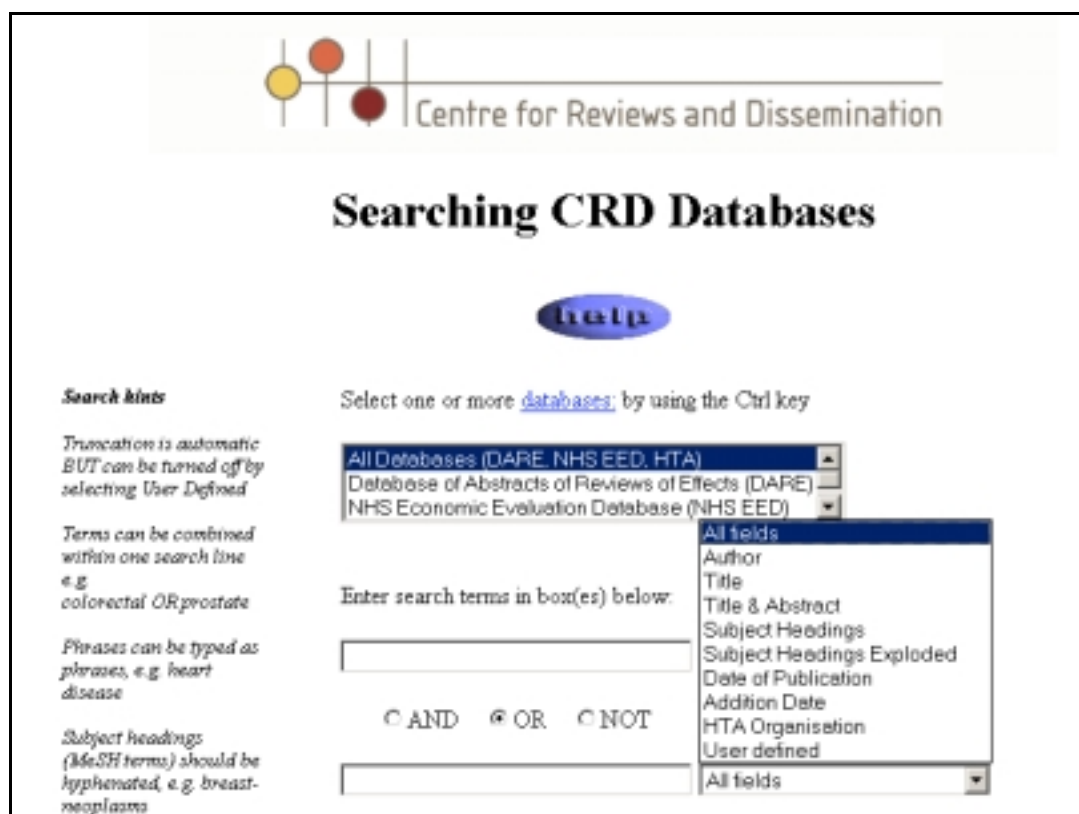 Centre for Reviews and Dissemination
Searching CRD Databases
help
Search hints
Truncation is automatic
BUT can be turned off by
selecting User Defined
Terms can be combined
within one search line
e.g.
colorectal OR prostate
Phrases can be typed as
phrases, e.g. heart
disease
Subject headings
(MeSH terms) should be
hyphenated, e.g. breast-
neoplasms
Select one or more databases: by using the Ctrl key
All Databases (DARE, NHS EED, HTA)
Database of Abstracts of Reviews of Effects (DARE)
NHS Economic Evaluation Database (NHS EED)
Enter search terms in box(es) below:
All fields
Author
Title
Title & Abstract
Subject Headings
Subject Headings Exploded
Date of Publication
Addition Date
HTA Organisation
User defined
AND OR NOT
All fields